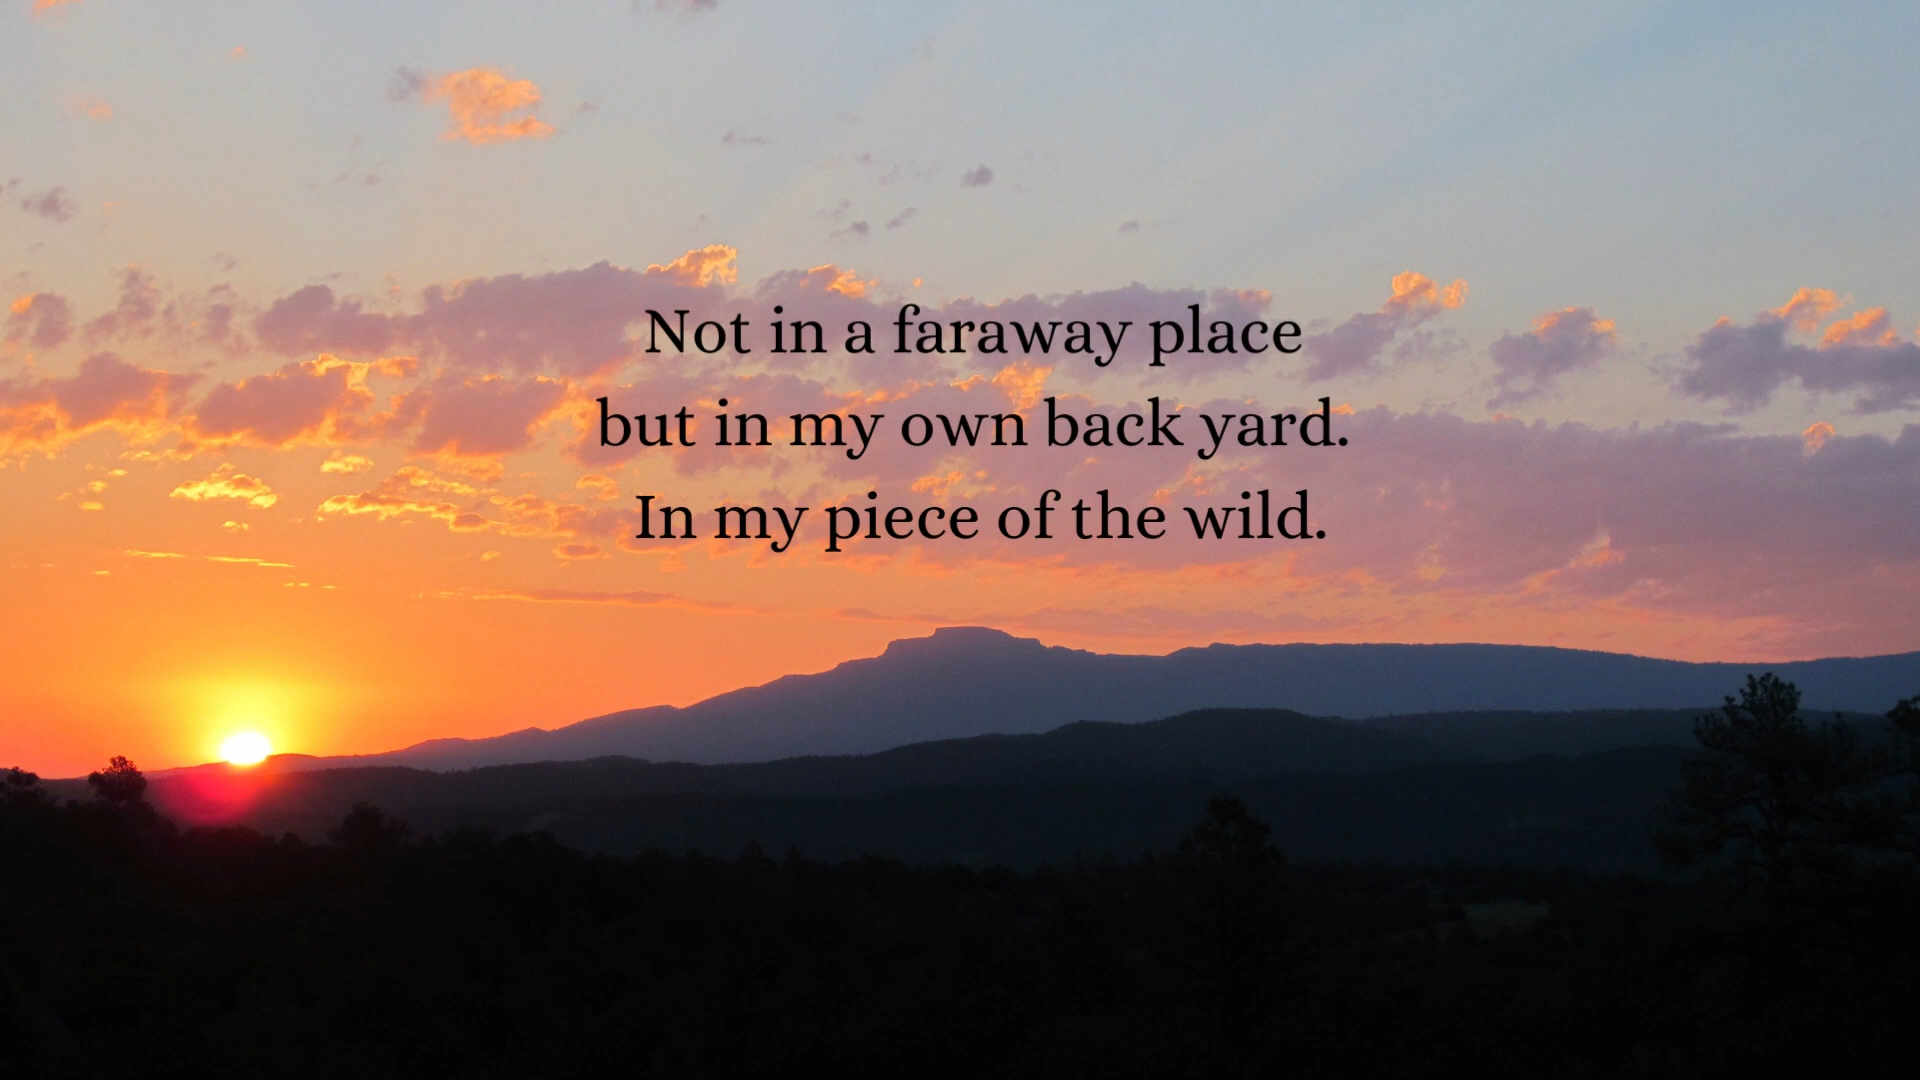 Not in a faraway place
but in my own back yard.
In my piece of the wild.